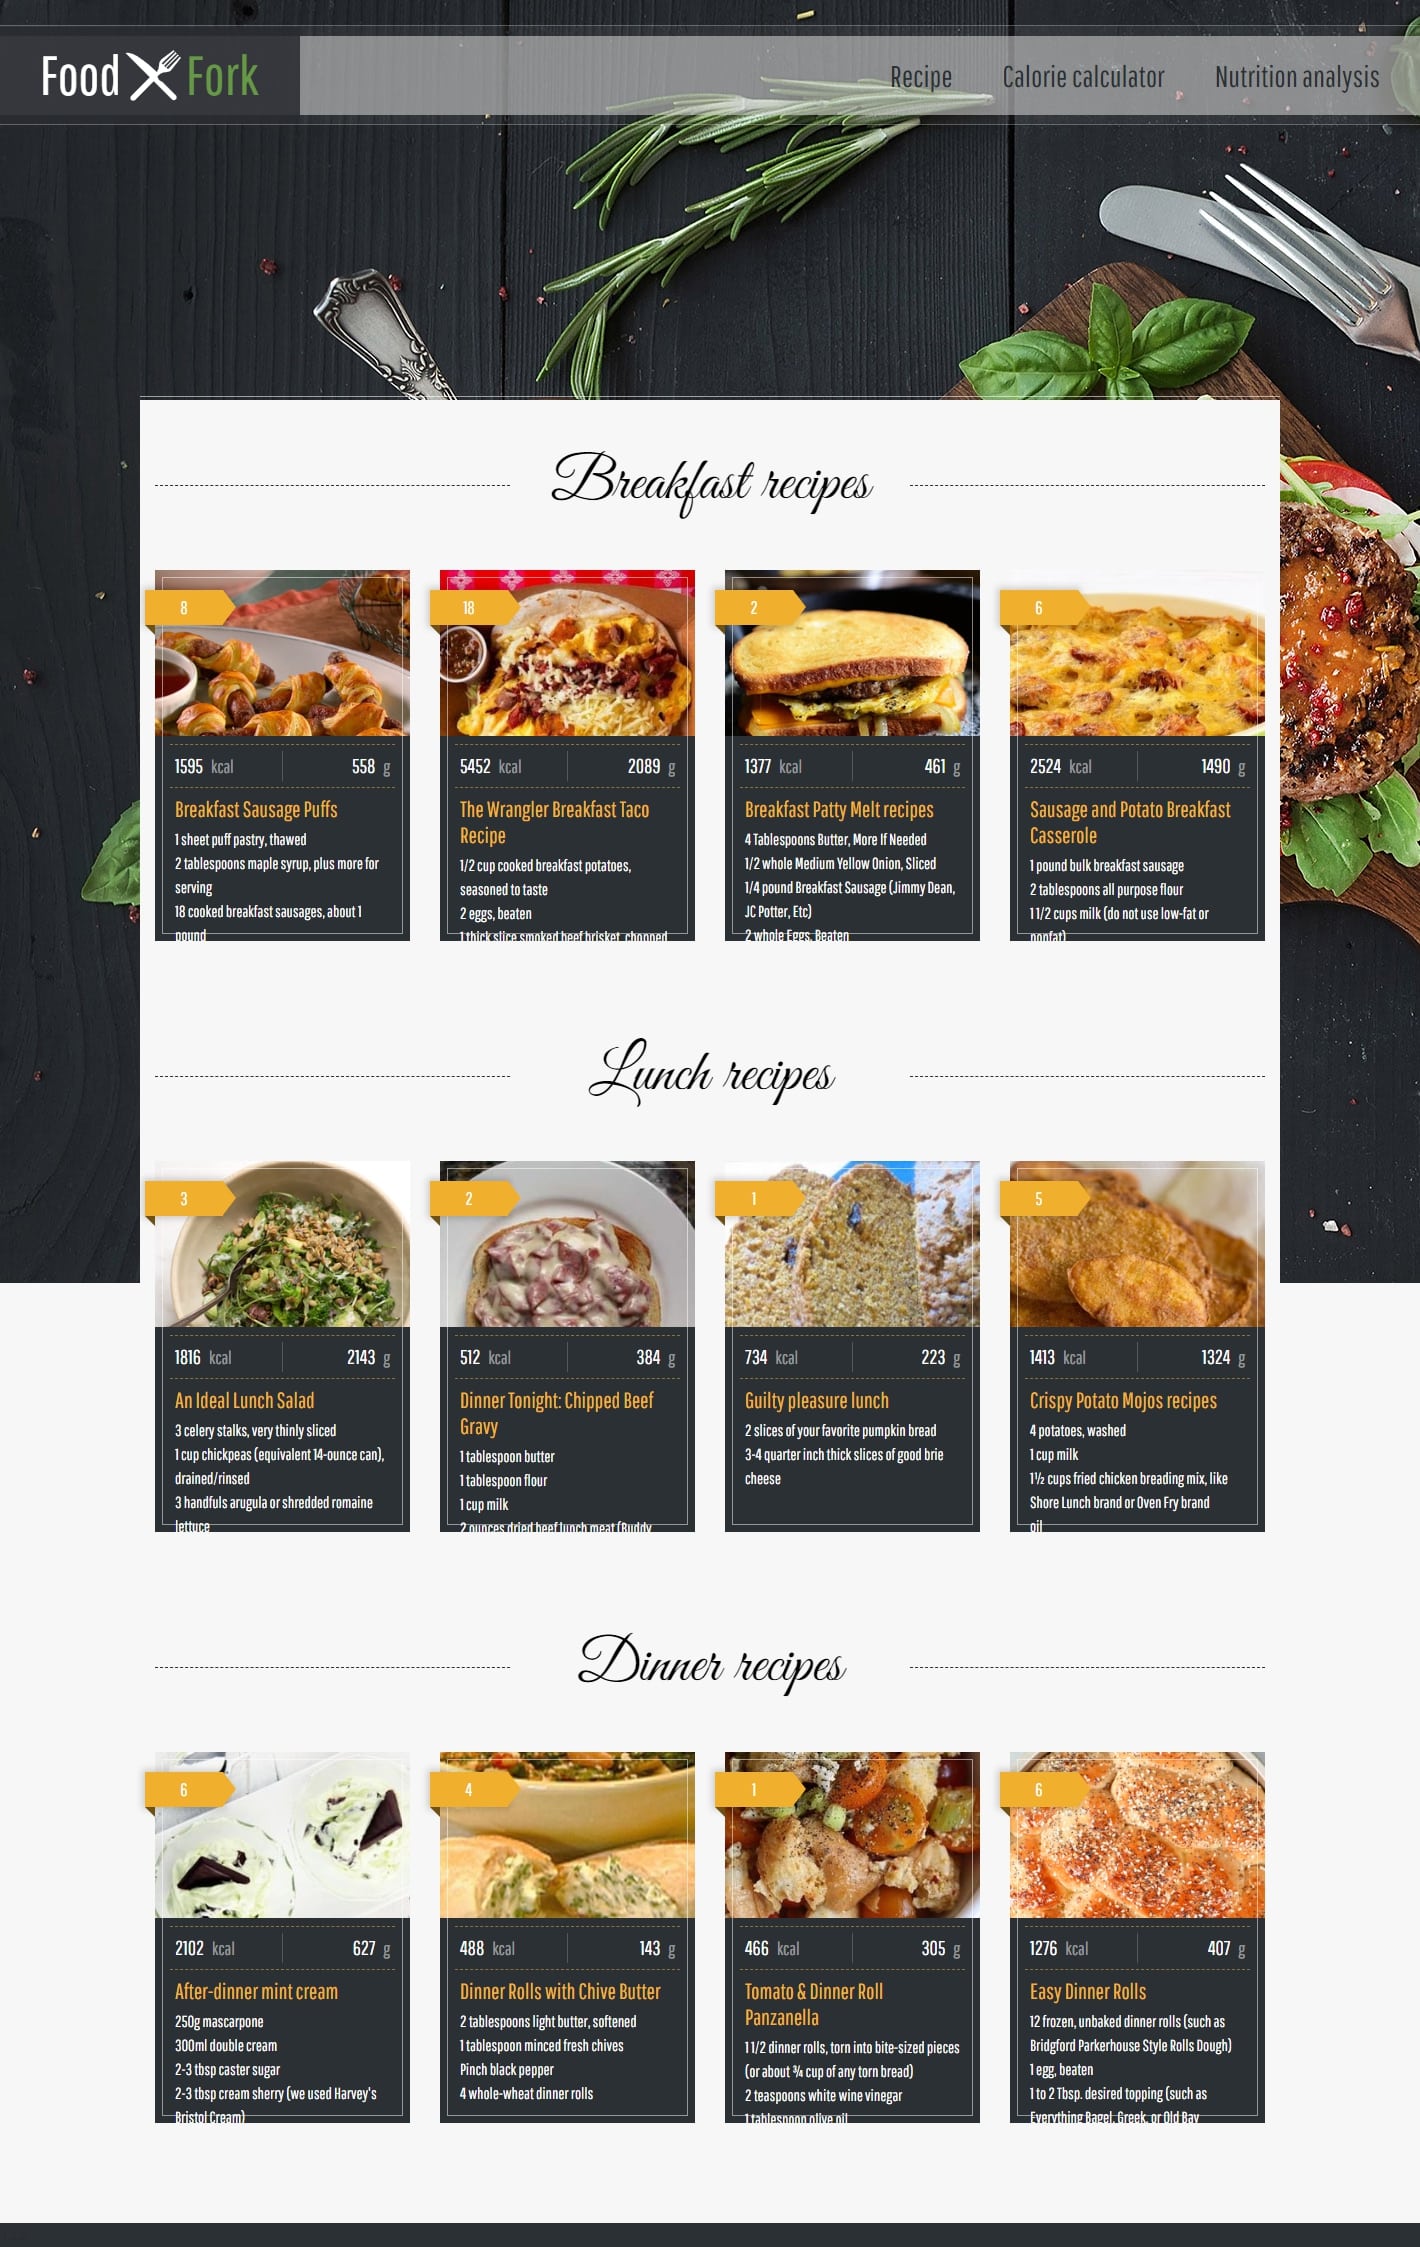 Food Fork
Recipe
Calorie calculator
Nutrition analysis
Breakfast recipes
8
1595 kcal
558 g
Breakfast Sausage Puffs
1 sheet puff pastry, thawed
2 tablespoons maple syrup, plus more for
serving
18 cooked breakfast sausages, about 1
pound
18
5452 kcal
2089 g
The Wrangler Breakfast Taco
Recipe
1/2 cup cooked breakfast potatoes,
seasoned to taste
2 eggs, beaten
1 thick slice smoked beef brisket, chopped
2
1377 kcal
461 g
Breakfast Patty Melt recipes
4 Tablespoons Butter, More If Needed
1/2 whole Medium Yellow Onion, Sliced
1/4 pound Breakfast Sausage (Jimmy Dean,
JC Potter, Etc)
2 whole Eggs, Beaten
6
2524 kcal
1490 g
Sausage and Potato Breakfast
Casserole
1 pound bulk breakfast sausage
2 tablespoons all purpose flour
1 1/2 cups milk (do not use low-fat or
nonfat)
Lunch recipes
3
1816 kcal
2143 g
An Ideal Lunch Salad
3 celery stalks, very thinly sliced
1 cup chickpeas (equivalent 14-ounce can),
drained/rinsed
3 handfuls arugula or shredded romaine
lettuce
2
512 kcal
384 g
Dinner Tonight: Chipped Beef
Gravy
1 tablespoon butter
1 tablespoon flour
1 cup milk
2 ounces dried beef lunch meat (Buddy
1
734 kcal
223 g
Guilty pleasure lunch
2 slices of your favorite pumpkin bread
3-4 quarter inch thick slices of good brie
cheese
5
1413 kcal
1324 g
Crispy Potato Mojos recipes
4 potatoes, washed
1 cup milk
1½ cups fried chicken breading mix, like
Shore Lunch brand or Oven Fry brand
oil
Dinner recipes
6
2102 kcal
627 g
After-dinner mint cream
250g mascarpone
300ml double cream
2-3 tbsp caster sugar
2-3 tbsp cream sherry (we used Harvey's
Bristol Cream)
4
488 kcal
143 g
Dinner Rolls with Chive Butter
2 tablespoons light butter, softened
1 tablespoon minced fresh chives
Pinch black pepper
4 whole-wheat dinner rolls
1
466 kcal
305 g
Tomato & Dinner Roll
Panzanella
1 1/2 dinner rolls, torn into bite-sized pieces
(or about ¾ cup of any torn bread)
2 teaspoons white wine vinegar
1 tablespoon olive oil
6
1276 kcal
407 g
Easy Dinner Rolls
12 frozen, unbaked dinner rolls (such as
Bridgford Parkerhouse Style Rolls Dough)
1 egg, beaten
1 to 2 Tbsp. desired topping (such as
Everything Bagel, Greek, or Old Bay